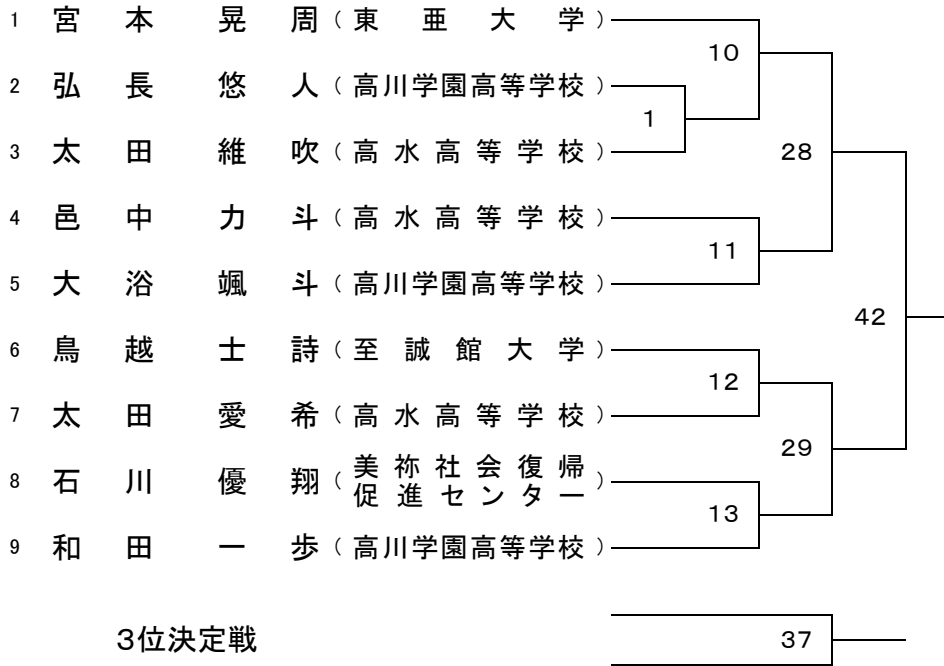 1 宮本 晃周 (東亜大学)
10
2 弘長 悠人 (高川学園高等学校)
1
3 太田 維吹 (高水高等学校)
28
4 邑中 力斗 (高水高等学校)
11
5 大浴 颯斗 (高川学園高等学校)
42
6 鳥越 士詩 (至誠館大学)
12
7 太田 愛希 (高水高等学校)
29
8 石川 優翔 (美祢社会復帰
促進センター)
13
9 和田 一歩 (高川学園高等学校)
3位決定戦 37